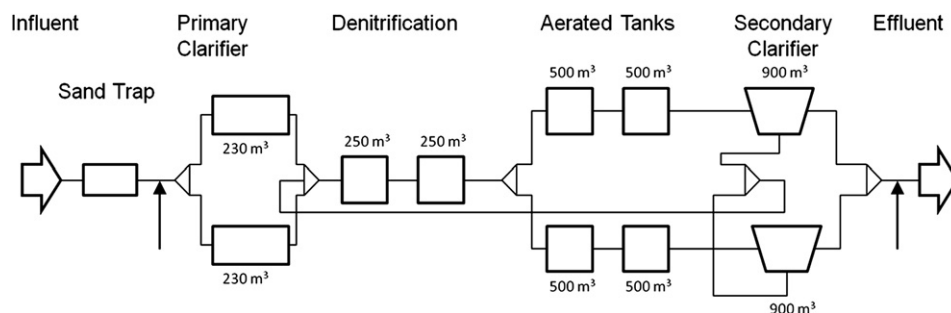 Influent
Primary
Clarifier
Denitrification
Aerated Tanks
Secondary
Clarifier
Effluent
Sand Trap
500 m³
500 m³
900 m³
230 m³
250 m³
250 m³
230 m³
500 m³
500 m³
900 m³